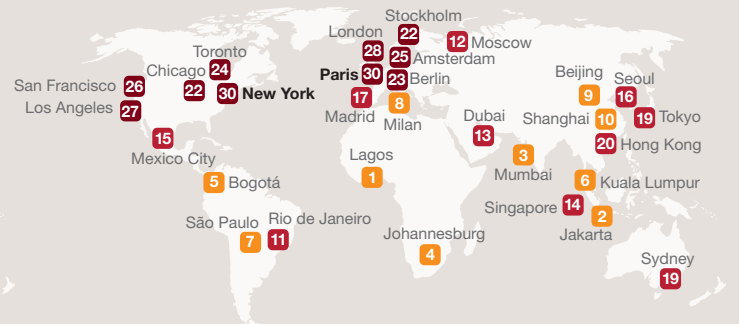 Stockholm
22
London
28
Moscow
12
Amsterdam
25
Toronto
24
Chicago
22
San Francisco 26
Los Angeles 27
30 New York
Paris 30
23 Berlin
17
Madrid
8
Milan
Beijing
9
Seoul
16
Shanghai 10
19
Tokyo
20 Hong Kong
Dubai
13
15
Mexico City
3
Mumbai
Lagos
1
5 Bogotá
6 Kuala Lumpur
Singapore 14
2
Jakarta
São Paulo
7
Rio de Janeiro
11
Johannesburg
4
Sydney
19